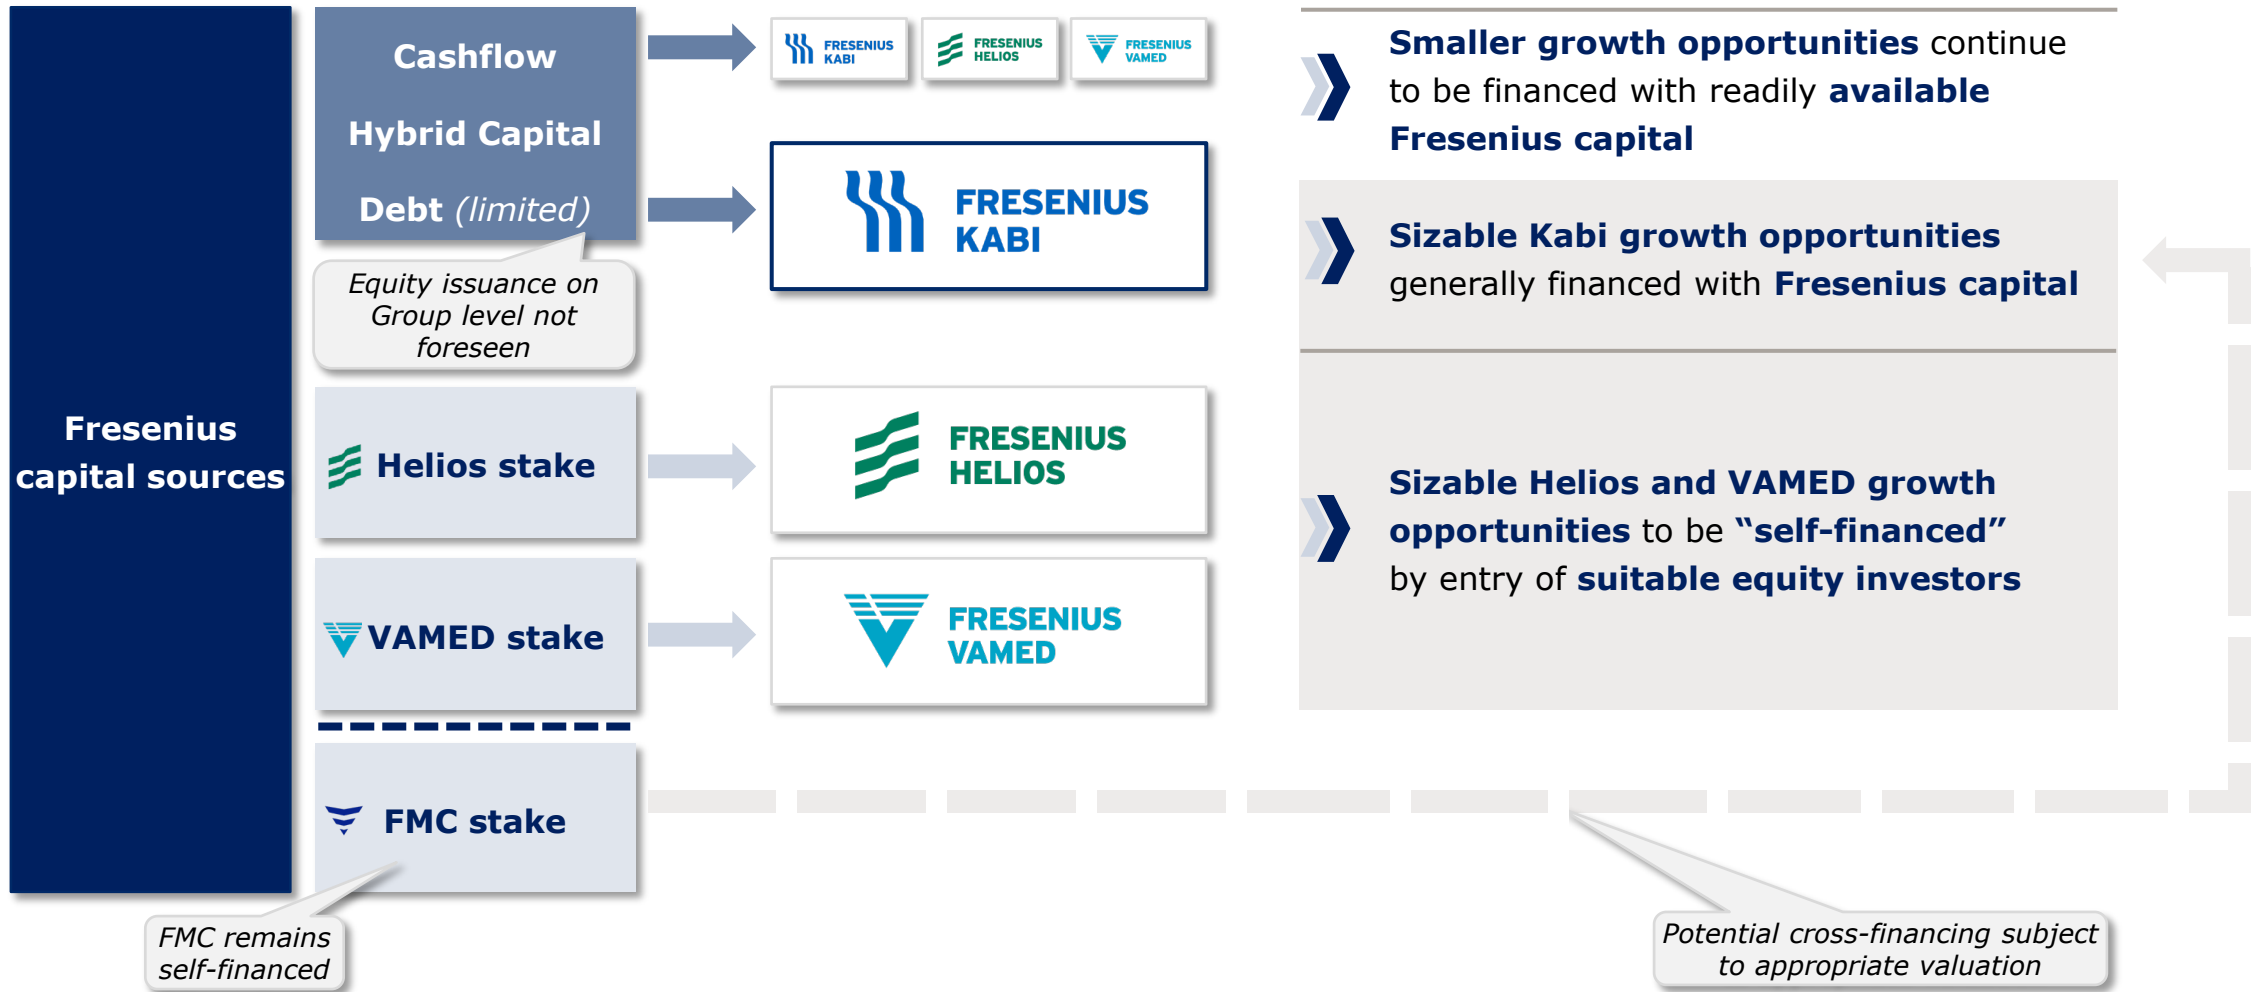 Fresenius
capital sources
Cashflow
Hybrid Capital
Debt (limited)
Equity issuance on
Group level not
foreseen
Helios stake
VAMED stake
FMC stake
FMC remains
self-financed
FRESENIUS
KABI
FRESENIUS
HELIOS
FRESENIUS
VAMED
FRESENIUS
KABI
FRESENIUS
HELIOS
FRESENIUS
VAMED
Smaller growth opportunities continue
to be financed with readily available
Fresenius capital
Sizable Kabi growth opportunities
generally financed with Fresenius capital
Sizable Helios and VAMED growth
opportunities to be “self-financed”
by entry of suitable equity investors
Potential cross-financing subject
to appropriate valuation